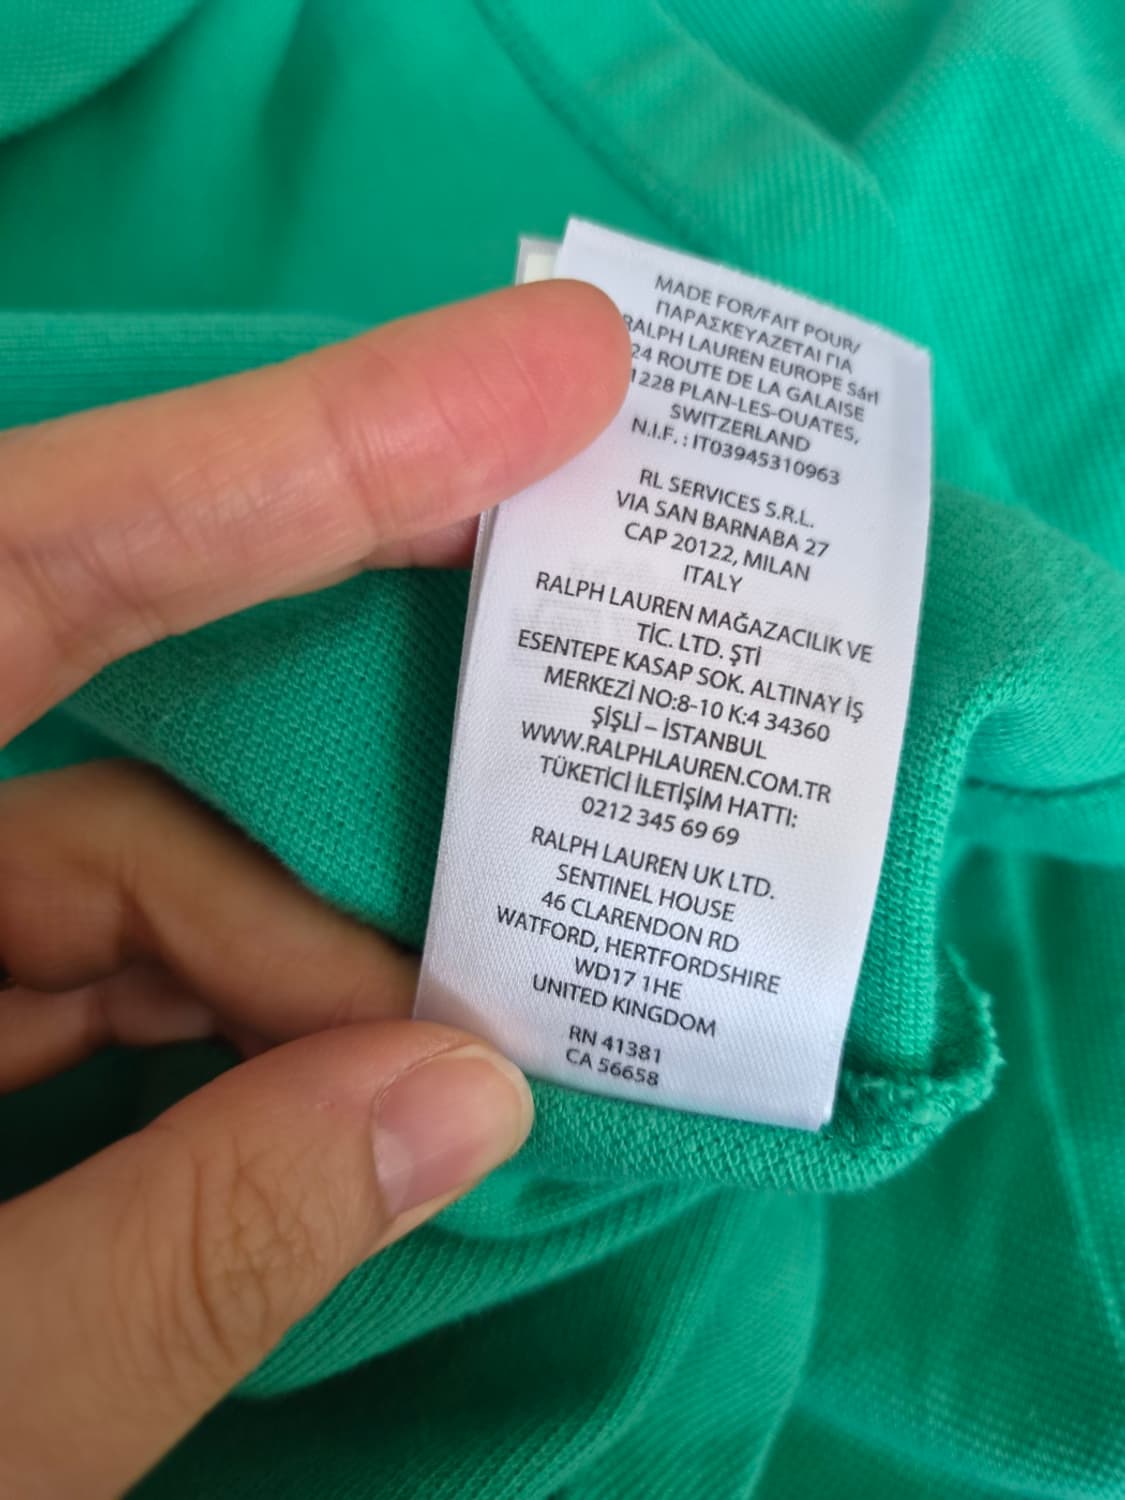 MADE FOR/FAIT POUR/
ΠΑΡΑΣΚΕΥΑΖΕΤΑΙ ΓΙΑ
RALPH LAUREN EUROPE Sárl
24 ROUTE DE LA GALAISE
1228 PLAN-LES-OUATES,
SWITZERLAND
N.I.F. : IT03945310963
RL SERVICES S.R.L.
VIA SAN BARNABA 27
CAP 20122, MILAN
ITALY
RALPH LAUREN MAĞAZACILIK VE
TİC. LTD. ŞTİ
ESENTEPE KASAP SOK. ALTINAY İŞ
MERKEZİ NO:8-10 K:4 34360
ŞİŞLİ – İSTANBUL
WWW.RALPHLAUREN.COM.TR
TÜKETİCİ İLETİŞİM HATTI:
0212 345 69 69
RALPH LAUREN UK LTD.
SENTINEL HOUSE
46 CLARENDON RD
WATFORD, HERTFORDSHIRE
WD17 1HE
UNITED KINGDOM
RN 41381
CA 56658